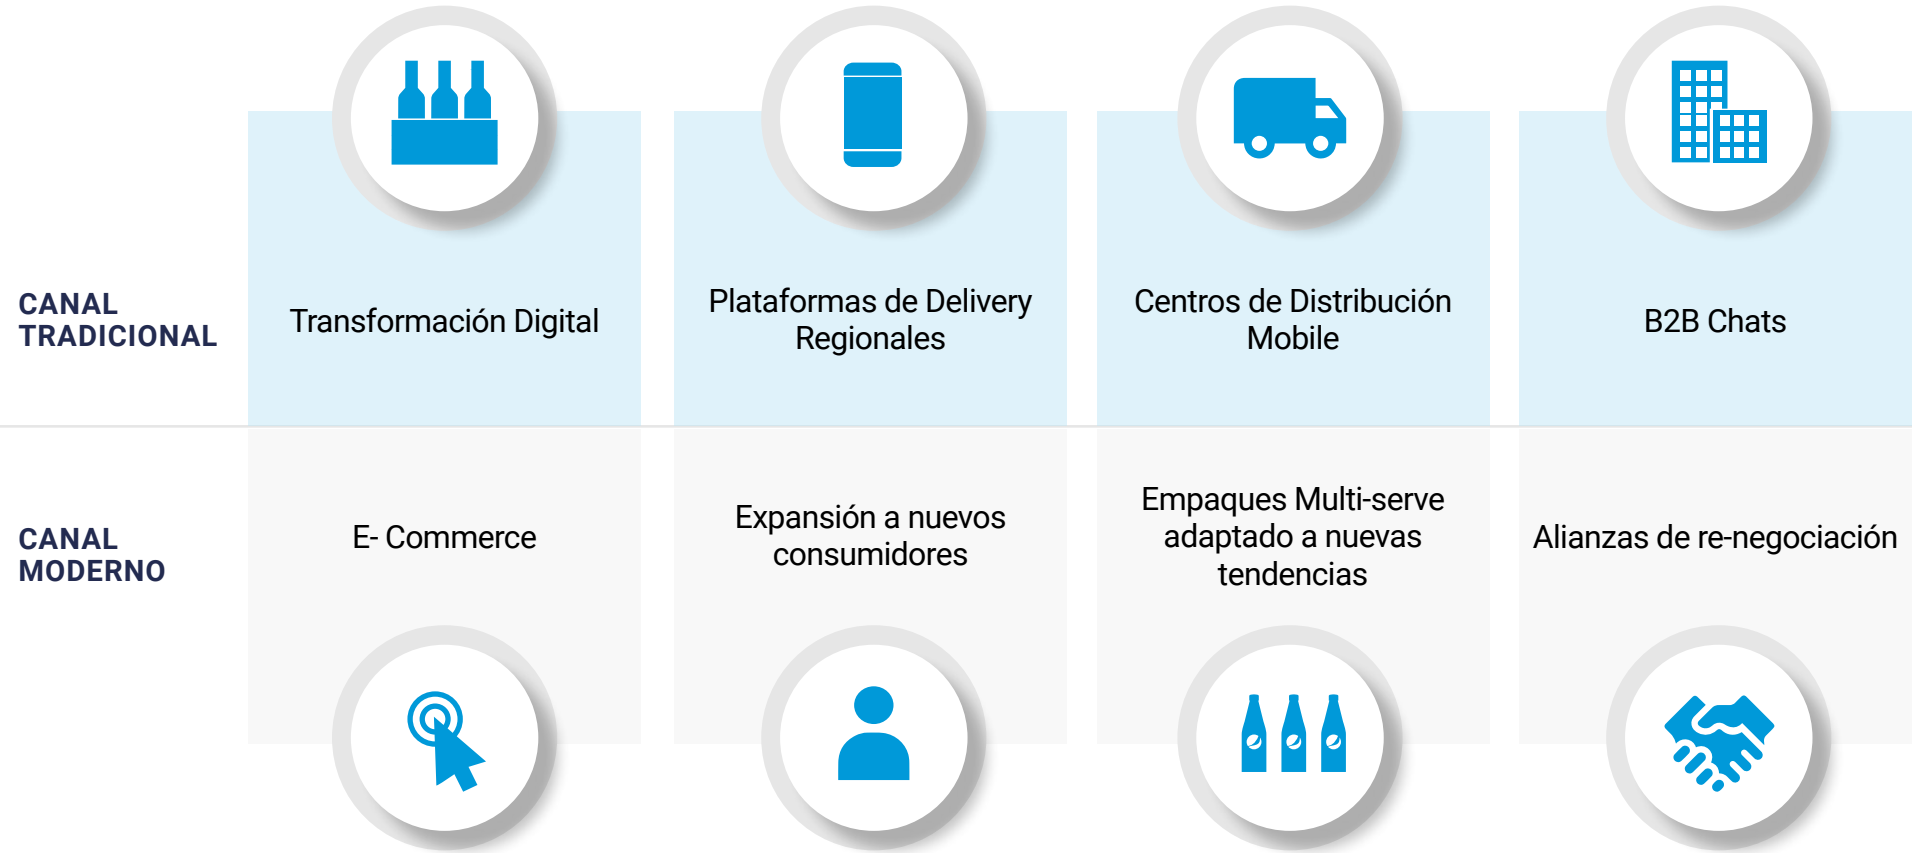 CANAL
TRADICIONAL
Transformación Digital
Plataformas de Delivery
Regionales
Centros de Distribución
Mobile
B2B Chats
CANAL
MODERNO
E- Commerce
Expansión a nuevos
consumidores
Empaques Multi-serve
adaptado a nuevas
tendencias
Alianzas de re-negociación